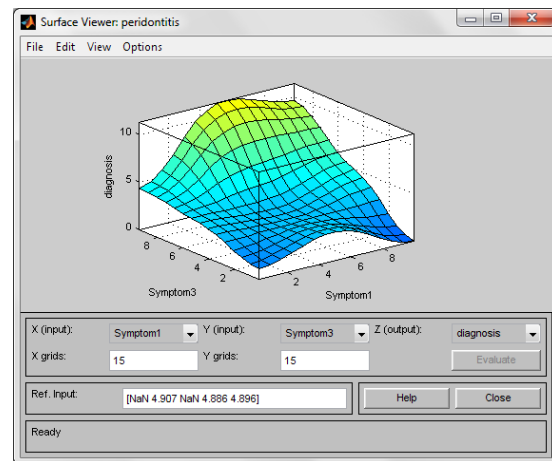 Surface Viewer: peridontitis
File Edit View Options
10
5
0
diagnosis
8
6
4
2
Symptom3
2
4
6
8
Symptom1
X (input): Symptom1 Y (input): Symptom3 Z (output): diagnosis
X grids: 15 Y grids: 15 Evaluate
Ref. Input: [NaN 4.907 NaN 4.886 4.896] Help Close
Ready